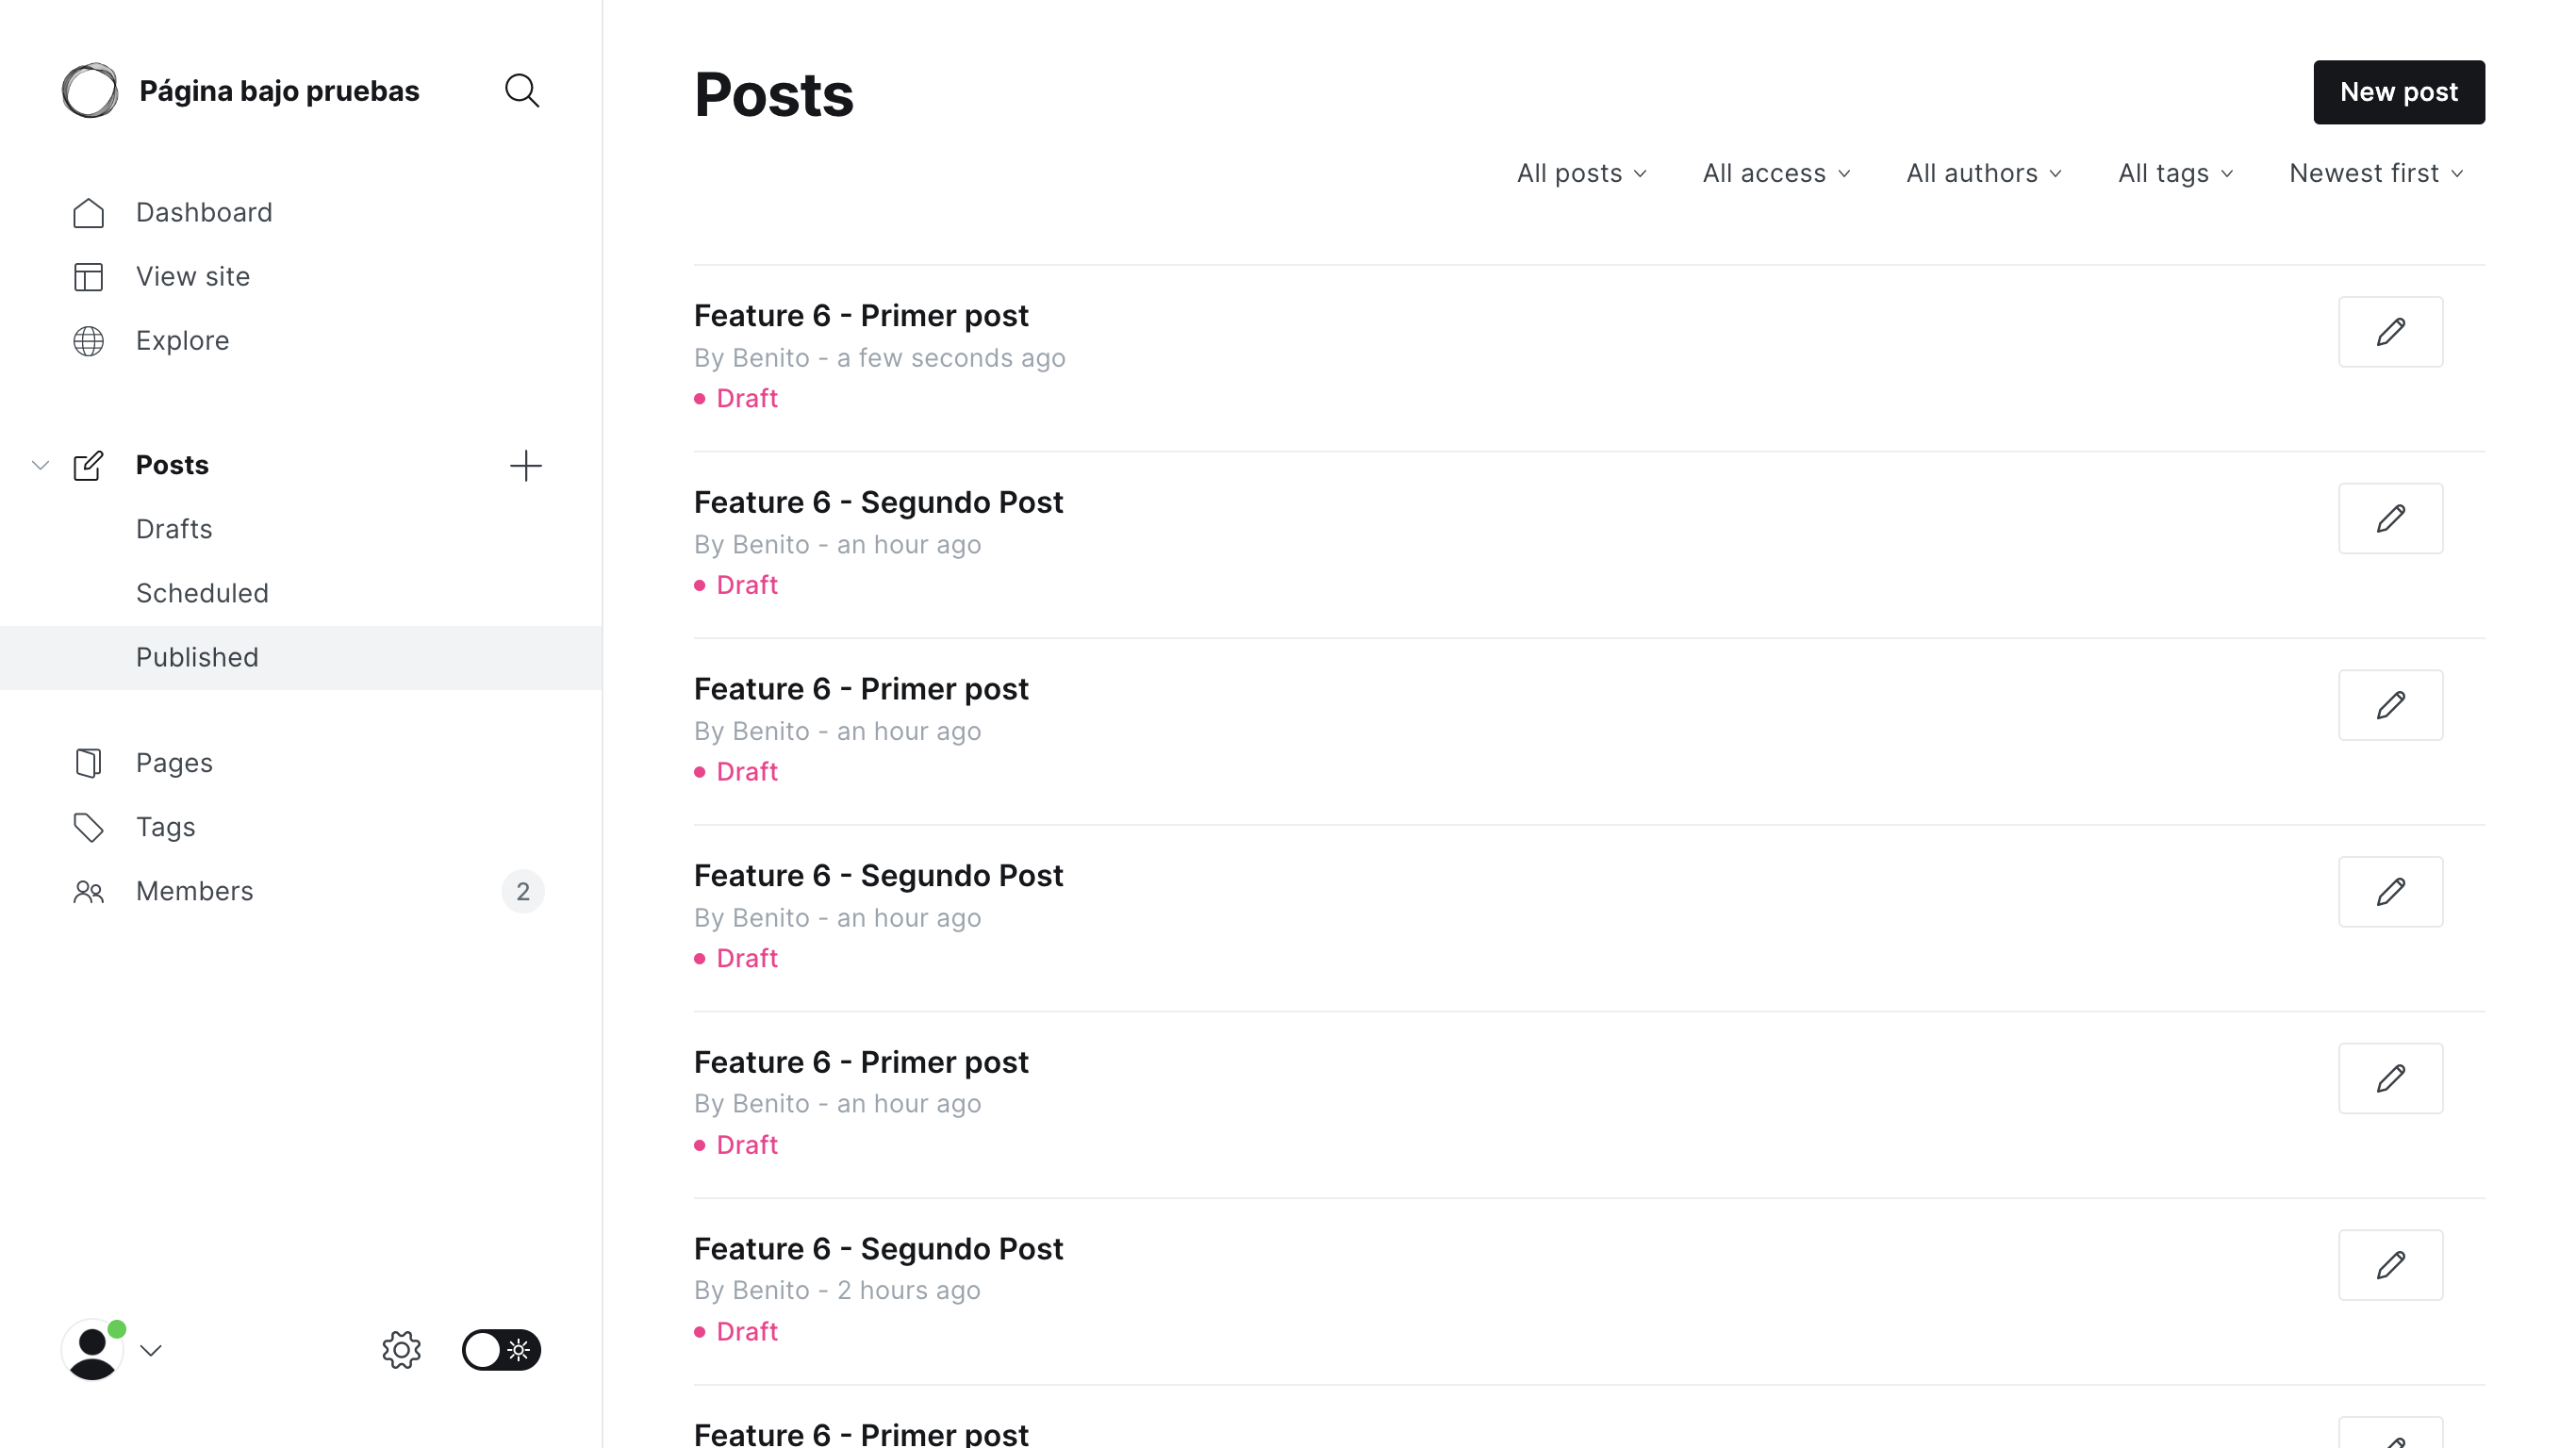 Página bajo pruebas
Dashboard
View site
Explore
Posts
Drafts
Scheduled
Published
Pages
Tags
Members 2
Posts
New post
All posts All access All authors All tags Newest first
Feature 6 - Primer post
By Benito - a few seconds ago
Draft
Feature 6 - Segundo Post
By Benito - an hour ago
Draft
Feature 6 - Primer post
By Benito - an hour ago
Draft
Feature 6 - Segundo Post
By Benito - an hour ago
Draft
Feature 6 - Primer post
By Benito - an hour ago
Draft
Feature 6 - Segundo Post
By Benito - 2 hours ago
Draft
Feature 6 - Primer post